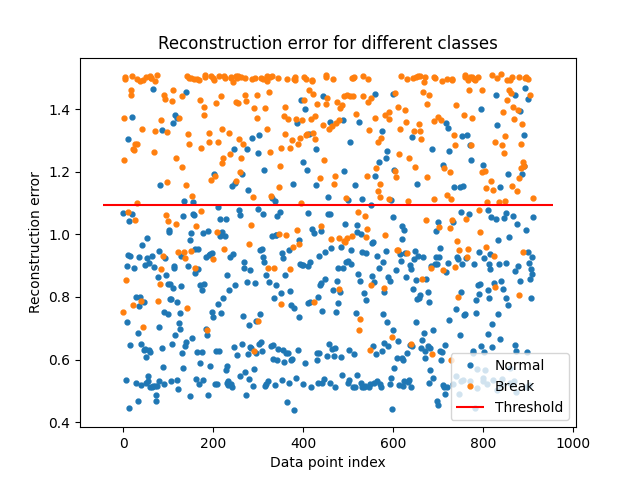 Reconstruction error for different classes
Reconstruction error
1.4
1.2
1.0
0.8
0.6
0.4
Normal
Break
Threshold
0 200 400 600 800 1000
Data point index